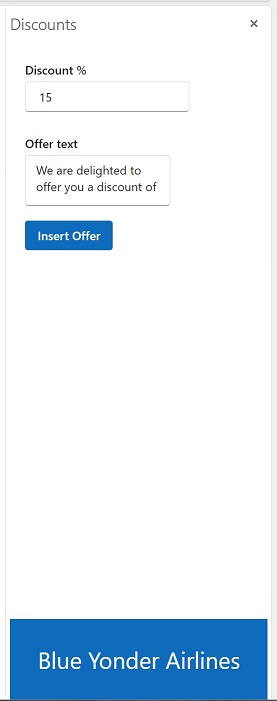 Discounts
Discount %
15
Offer text
We are delighted to
offer you a discount of
Insert Offer
Blue Yonder Airlines